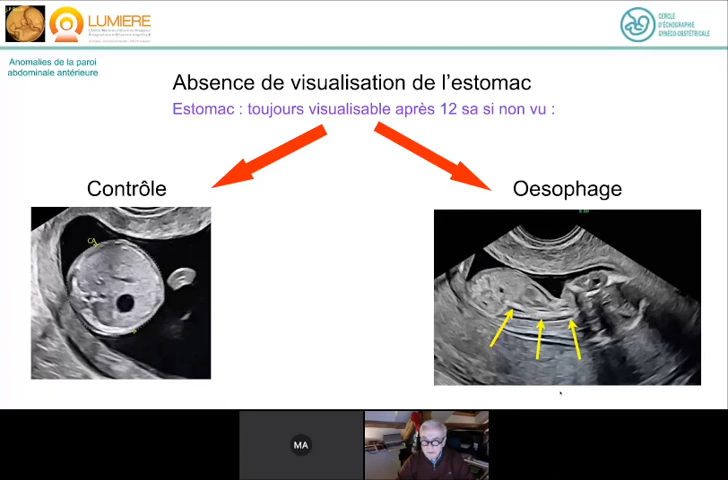 LUMIERE
CERCLE
D'ÉCHOGRAPHIE
GYNÉCO-OBSTÉTRICALE
Anomalies de la paroi
abdominale antérieure
Absence de visualisation de l'estomac
Estomac : toujours visualisable après 12 sa si non vu :
Contrôle
Oesophage
CA
MA